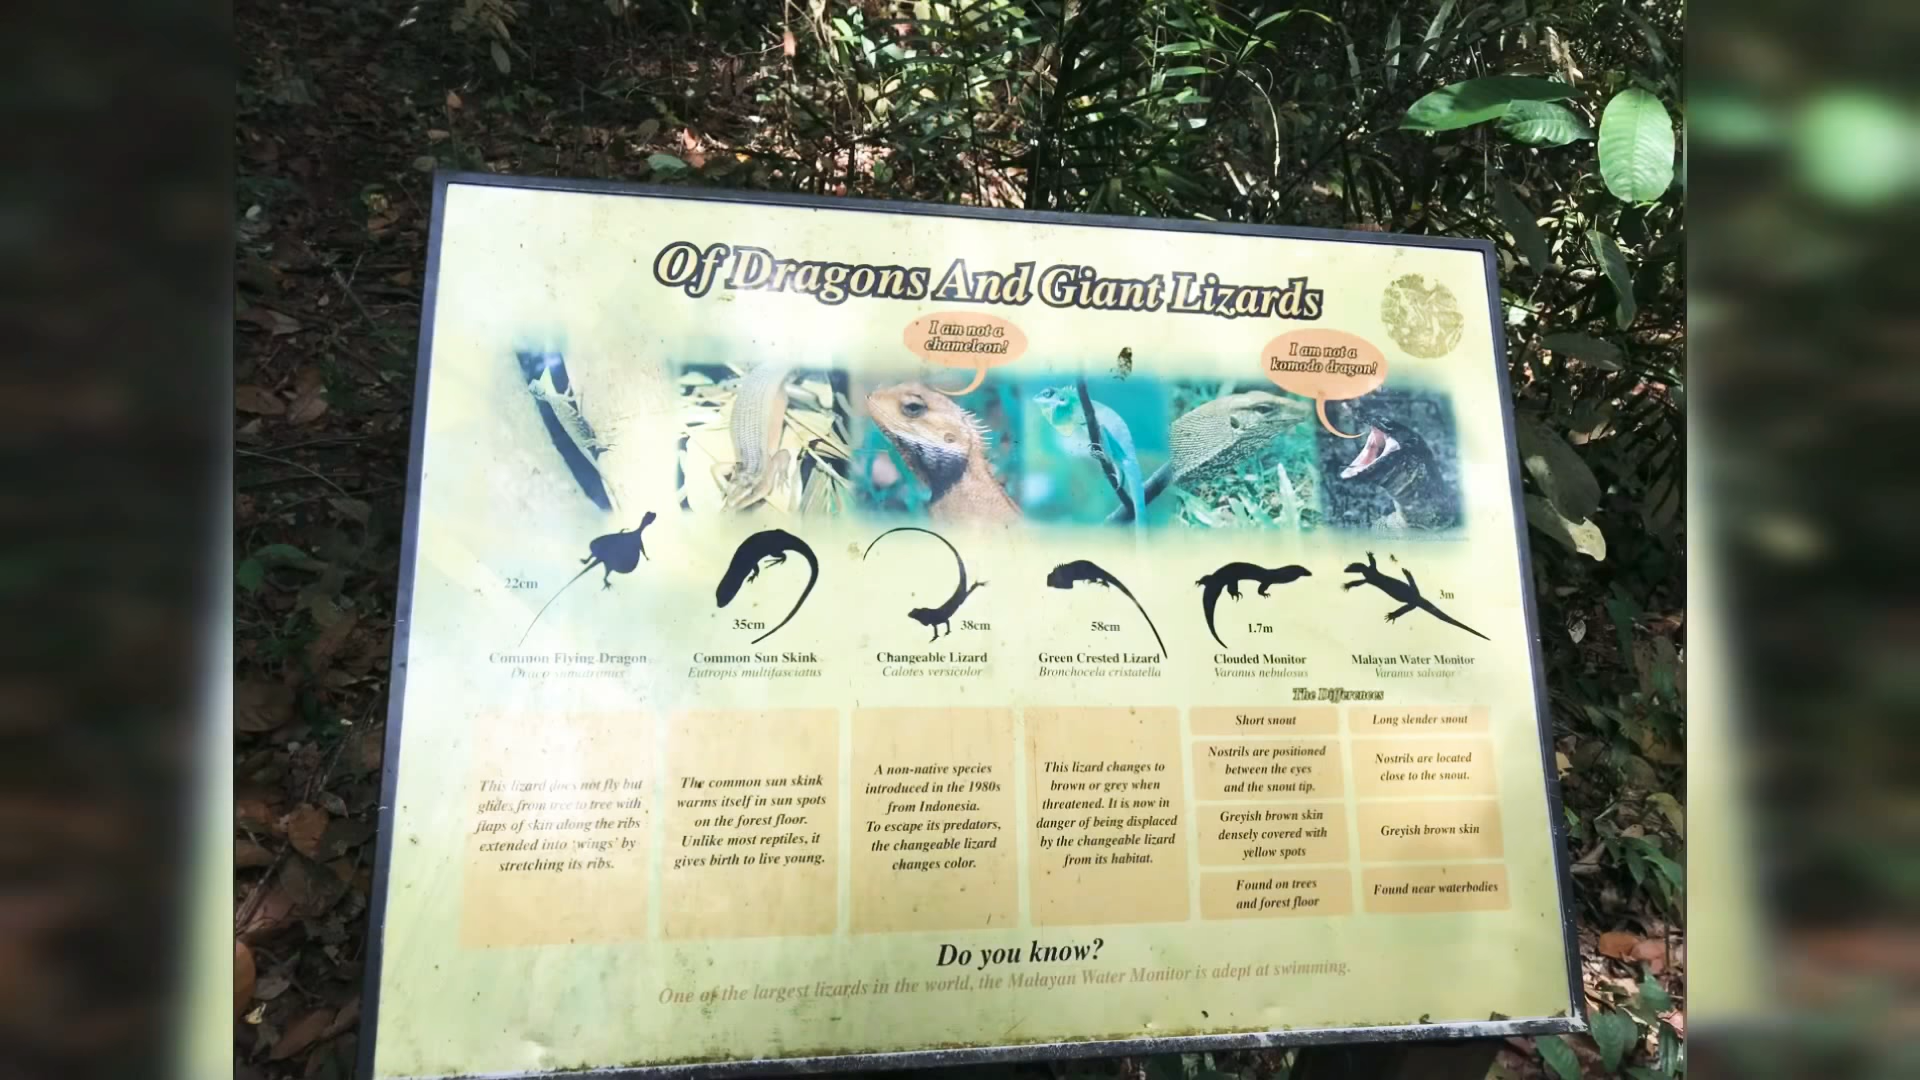 Of Dragons And Giant Lizards
I am not a
chameleon!
I am not a
komodo dragon!
22cm
35cm
38cm
58cm
1.7m
3m
Common Flying Dragon
Draco sumatranus
Common Sun Skink
Eutropis multifasciatus
Changeable Lizard
Calotes versicolor
Green Crested Lizard
Bronchocela cristatella
Clouded Monitor
Varanus nebulosus
Malayan Water Monitor
Varanus salvator
This lizard does not fly but
glides from tree to tree with
flaps of skin along the ribs
extended into ‘wings’ by
stretching its ribs.
The common sun skink
warms itself in sun spots
on the forest floor.
Unlike most reptiles, it
gives birth to live young.
A non-native species
introduced in the 1980s
from Indonesia.
To escape its predators,
the changeable lizard
changes color.
This lizard changes to
brown or grey when
threatened. It is now in
danger of being displaced
by the changeable lizard
from its habitat.
The Differences
Short snout
Long slender snout
Nostrils are positioned
between the eyes
and the snout tip.
Nostrils are located
close to the snout.
Greyish brown skin
densely covered with
yellow spots
Greyish brown skin
Found on trees
and forest floor
Found near waterbodies
Do you know?
One of the largest lizards in the world, the Malayan Water Monitor is adept at swimming.